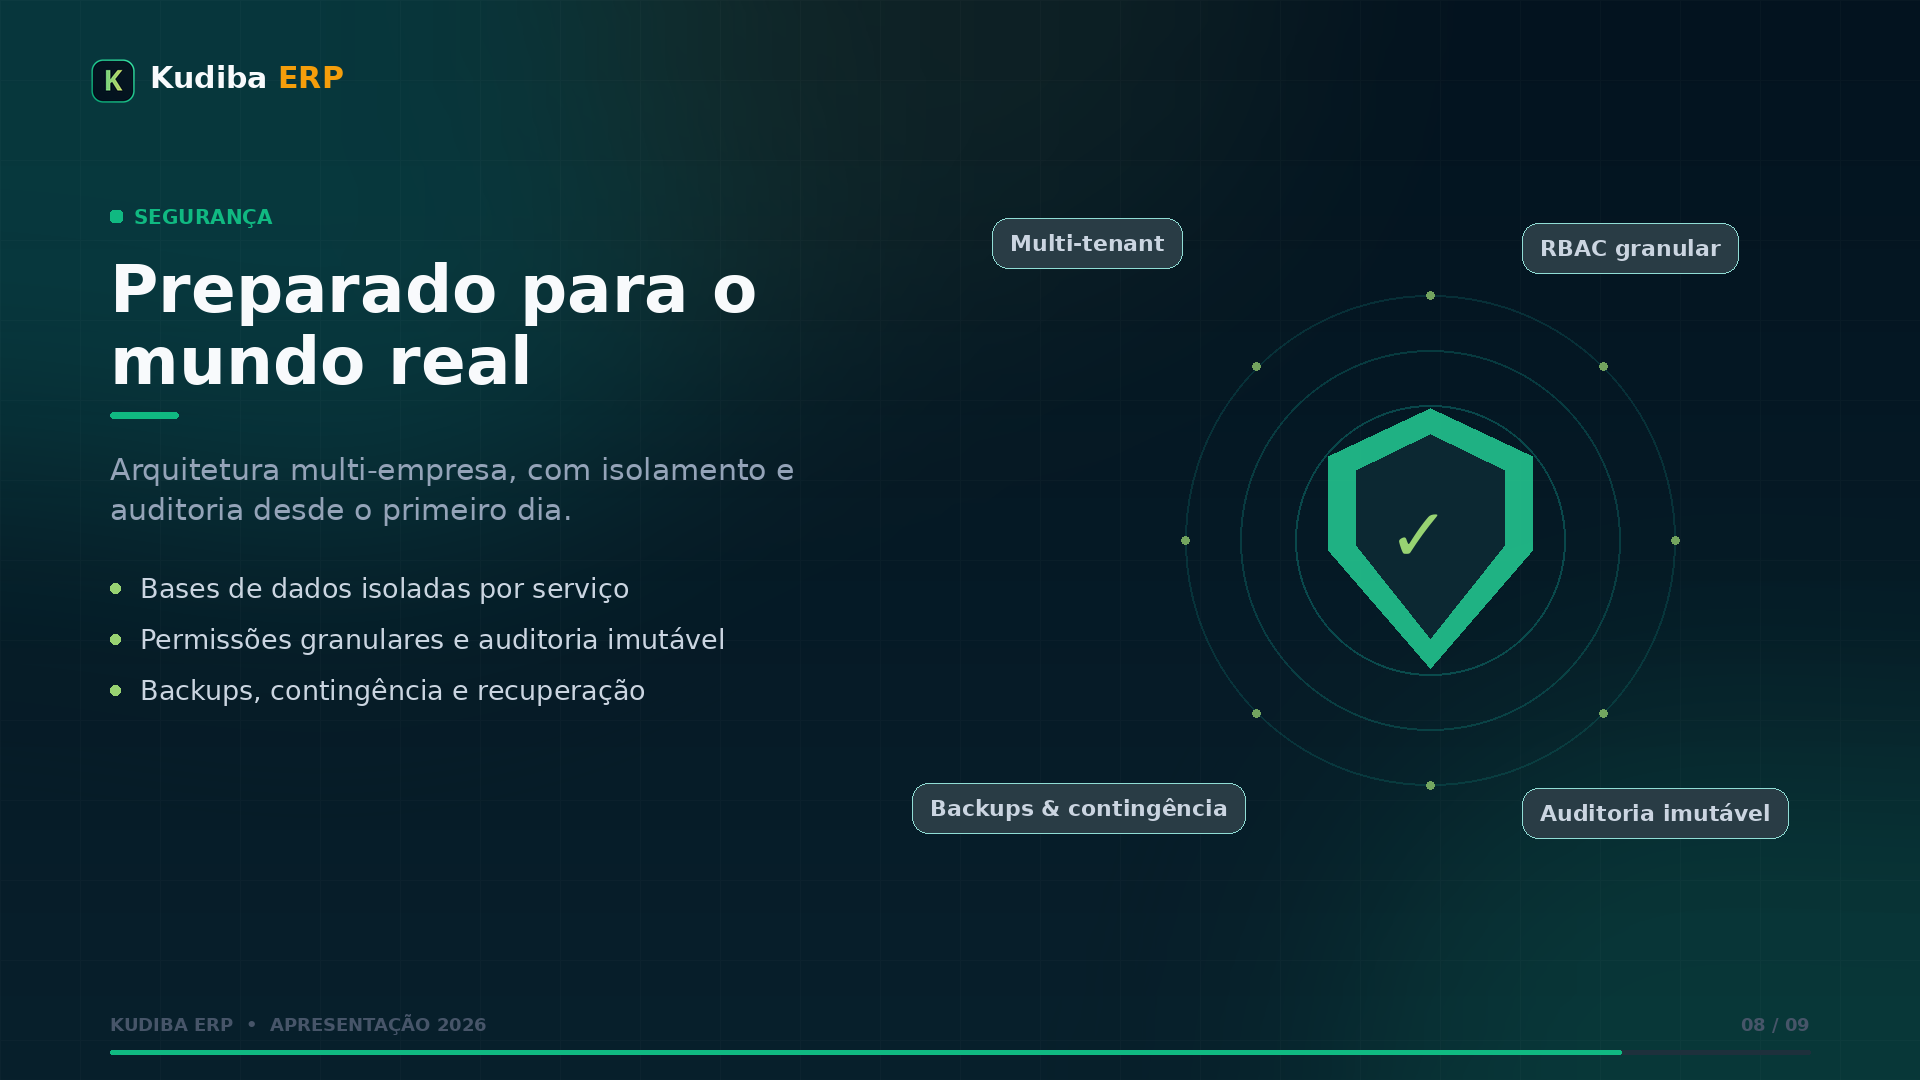 K
Kudiba ERP
SEGURANÇA
Preparado para o
mundo real
Arquitetura multi-empresa, com isolamento e
auditoria desde o primeiro dia.
Bases de dados isoladas por serviço
Permissões granulares e auditoria imutável
Backups, contingência e recuperação
Multi-tenant
RBAC granular
✓
Backups & contingência
Auditoria imutável
KUDIBA ERP • APRESENTAÇÃO 2026
08 / 09